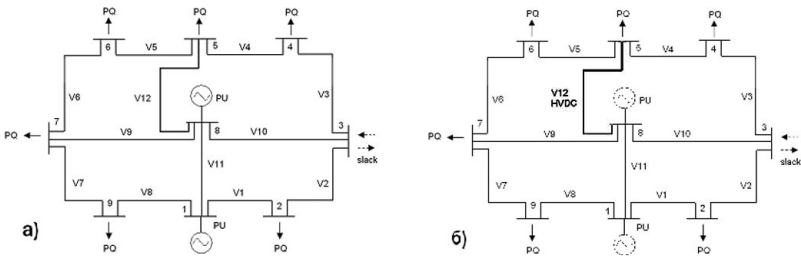 PQ PQ PQ
6 V5 5 V4 4
V6 V12 PU V3
7
PQ V9 8 V10 3
slack
V11
V7 V8 V1 V2
9 1 2
PU
PQ PQ
а)
PQ PQ PQ
6 V5 5 V4 4
V12
HVDC
V6 PU V3
7
PQ V9 8 V10 3
slack
V11
V7 V8 V1 V2
9 1 2
PU
PQ PQ
б)